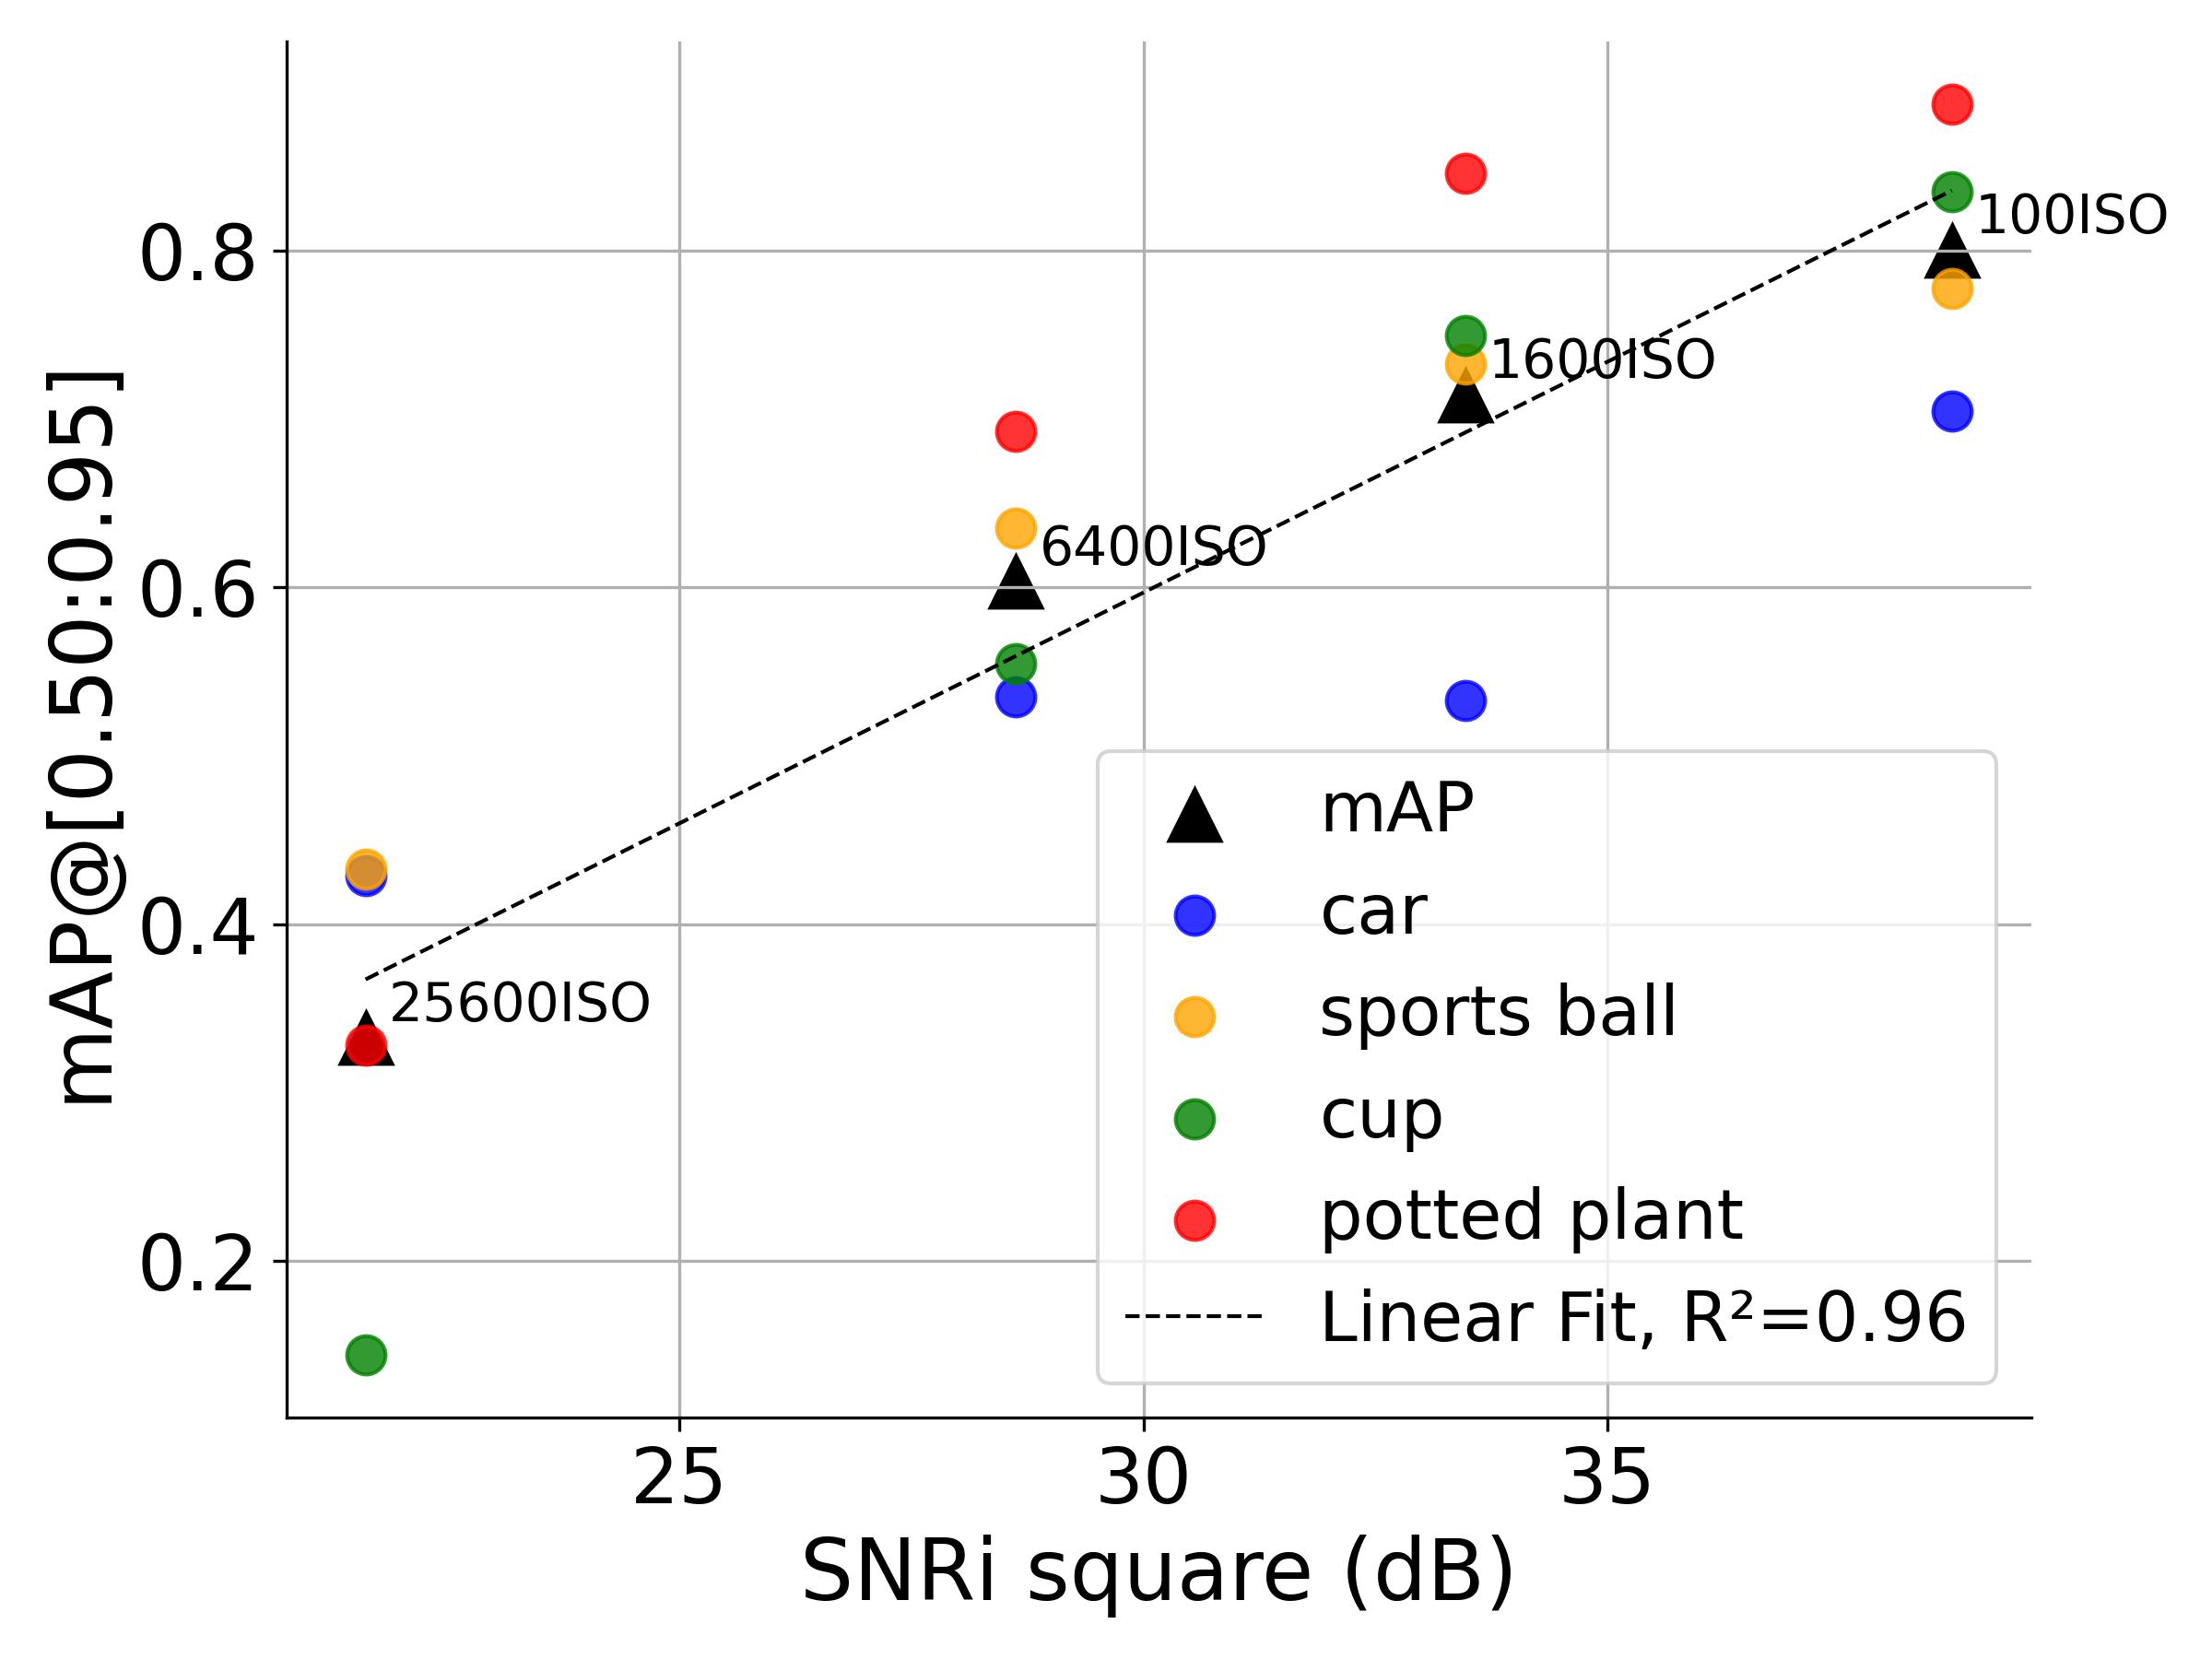 mAP@[0.50:0.95]
0.8
0.6
0.4
0.2
100ISO
1600ISO
6400ISO
25600ISO
mAP
car
sports ball
cup
potted plant
Linear Fit, R²=0.96
25
30
35
SNRi square (dB)